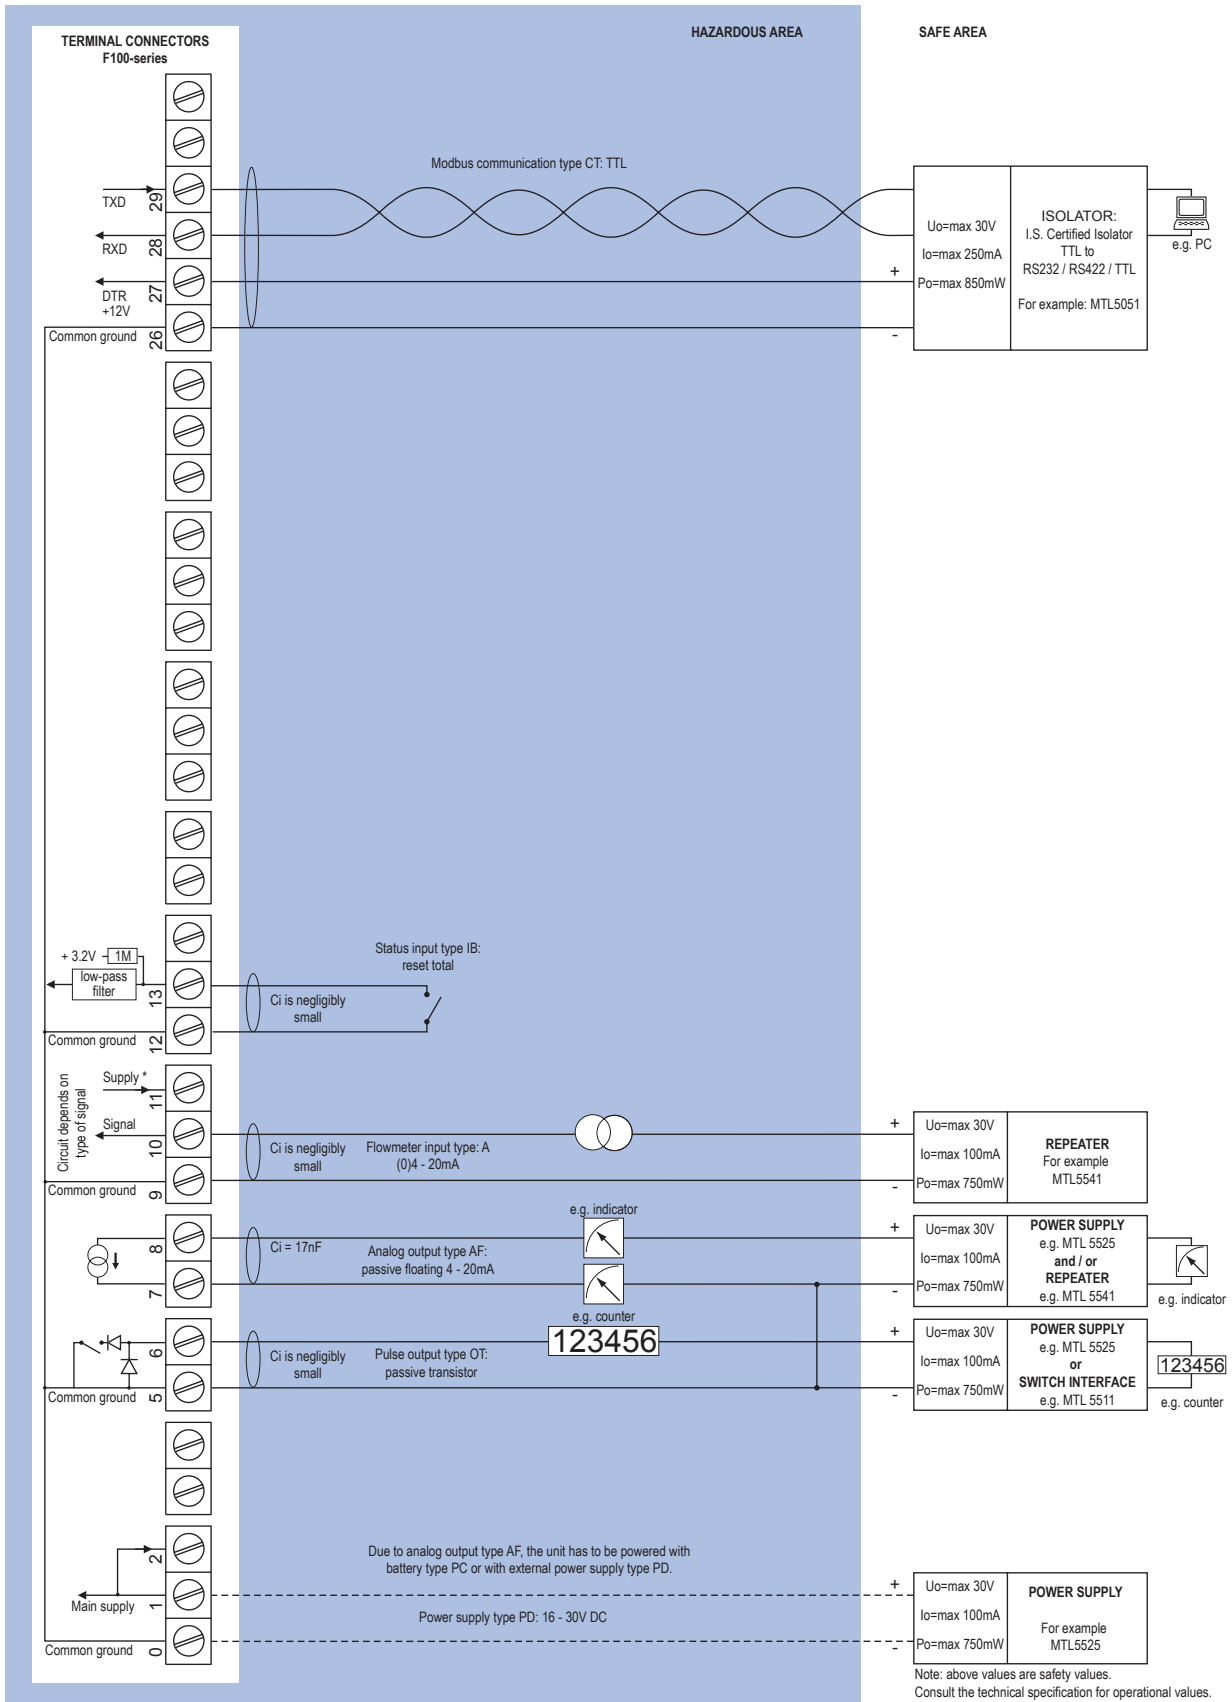 TERMINAL CONNECTORS
F100-series
HAZARDOUS AREA
SAFE AREA
Modbus communication type CT: TTL
TXD
29
RXD
28
DTR
+12V
27
Common ground
26
+
-
Uo=max 30V
Io=max 250mA
Po=max 850mW
ISOLATOR:
I.S. Certified Isolator
TTL to
RS232 / RS422 / TTL
For example: MTL5051
e.g. PC
+ 3.2V
1M
low-pass
filter
13
Common ground
12
Ci is negligibly
small
Status input type IB:
reset total
Circuit depends on
type of signal
Supply *
11
Signal
10
Common ground
9
Ci is negligibly
small
Flowmeter input type: A
(0)4 - 20mA
+
-
Uo=max 30V
Io=max 100mA
Po=max 750mW
REPEATER
For example
MTL5541
8
7
Ci = 17nF
Analog output type AF:
passive floating 4 - 20mA
e.g. indicator
+
-
Uo=max 30V
Io=max 100mA
Po=max 750mW
POWER SUPPLY
e.g. MTL 5525
and / or
REPEATER
e.g. MTL 5541
e.g. indicator
6
Common ground
5
Ci is negligibly
small
Pulse output type OT:
passive transistor
e.g. counter
123456
+
-
Uo=max 30V
Io=max 100mA
Po=max 750mW
POWER SUPPLY
e.g. MTL 5525
or
SWITCH INTERFACE
e.g. MTL 5511
123456
e.g. counter
2
Main supply
1
Common ground
0
Due to analog output type AF, the unit has to be powered with
battery type PC or with external power supply type PD.
Power supply type PD: 16 - 30V DC
+
-
Uo=max 30V
Io=max 100mA
Po=max 750mW
POWER SUPPLY
For example
MTL5525
Note: above values are safety values.
Consult the technical specification for operational values.